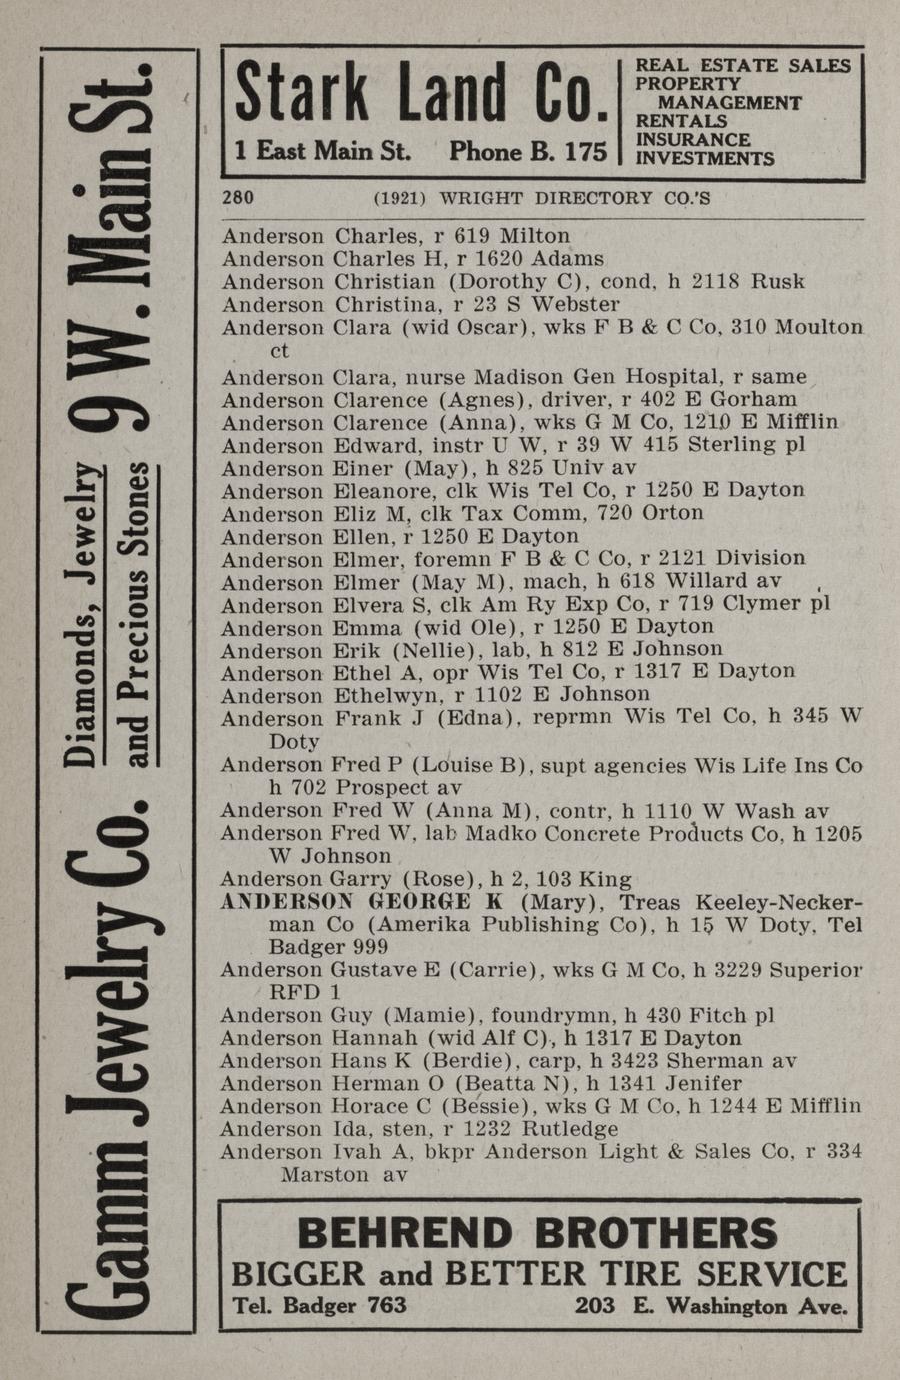 Gamm Jewelry Co. Diamonds, Jewelry and Precious Stones 9 W. Main St.
Stark Land Co.
1 East Main St. Phone B. 175
REAL ESTATE SALES
PROPERTY
MANAGEMENT
RENTALS
INSURANCE
INVESTMENTS
280 (1921) WRIGHT DIRECTORY CO.'S
Anderson Charles, r 619 Milton
Anderson Charles H, r 1620 Adams
Anderson Christian (Dorothy C), cond, h 2118 Rusk
Anderson Christina, r 23 S Webster
Anderson Clara (wid Oscar), wks F B & C Co, 310 Moulton
ct
Anderson Clara, nurse Madison Gen Hospital, r same
Anderson Clarence (Agnes), driver, r 402 E Gorham
Anderson Clarence (Anna), wks G M Co, 1210 E Mifflin
Anderson Edward, instr U W, r 39 W 415 Sterling pl
Anderson Einer (May), h 825 Univ av
Anderson Eleanore, clk Wis Tel Co, r 1250 E Dayton
Anderson Eliz M, clk Tax Comm, 720 Orton
Anderson Ellen, r 1250 E Dayton
Anderson Elmer, foremn F B & C Co, r 2121 Division
Anderson Elmer (May M), mach, h 618 Willard av
Anderson Elvera S, clk Am Ry Exp Co, r 719 Clymer pl
Anderson Emma (wid Ole), r 1250 E Dayton
Anderson Erik (Nellie), lab, h 812 E Johnson
Anderson Ethel A, opr Wis Tel Co, r 1317 E Dayton
Anderson Ethelwyn, r 1102 E Johnson
Anderson Frank J (Edna), reprmn Wis Tel Co, h 345 W
Doty
Anderson Fred P (Louise B), supt agencies Wis Life Ins Co
h 702 Prospect av
Anderson Fred W (Anna M), contr, h 1110 W Wash av
Anderson Fred W, lab Madko Concrete Products Co, h 1205
W Johnson
Anderson Garry (Rose), h 2, 103 King
ANDERSON GEORGE K (Mary), Treas Keeley-Necker-
man Co (Amerika Publishing Co), h 15 W Doty, Tel
Badger 999
Anderson Gustave E (Carrie), wks G M Co, h 3229 Superior
RFD 1
Anderson Guy (Mamie), foundrymn, h 430 Fitch pl
Anderson Hannah (wid Alf C), h 1317 E Dayton
Anderson Hans K (Berdie), carp, h 3423 Sherman av
Anderson Herman O (Beatta N), h 1341 Jenifer
Anderson Horace C (Bessie), wks G M Co, h 1244 E Mifflin
Anderson Ida, sten, r 1232 Rutledge
Anderson Ivah A, bkpr Anderson Light & Sales Co, r 334
Marston av
BEHREND BROTHERS
BIGGER and BETTER TIRE SERVICE
Tel. Badger 763 203 E. Washington Ave.